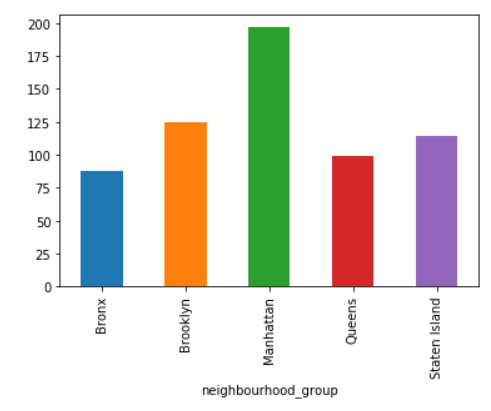 200
175
150
125
100
75
50
25
0
Bronx
Brooklyn
Manhattan
Queens
Staten Island
neighbourhood_group